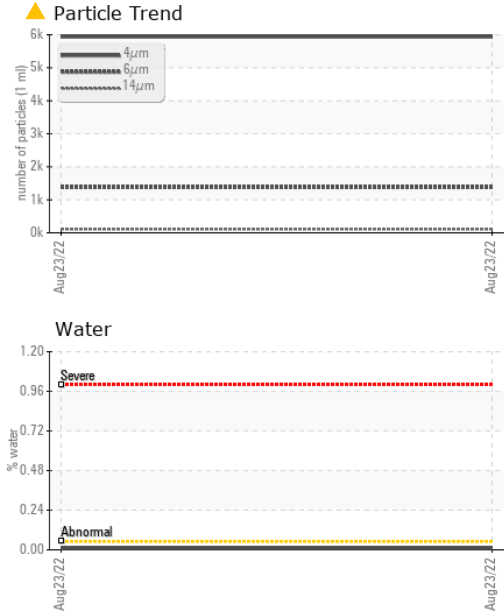 Particle Trend
number of particles (1 ml)
6k
5k
4k
3k
2k
1k
0k
4µm
6µm
14µm
Aug23/22
Aug23/22
Water
% water
1.20
0.96
0.72
0.48
0.24
0.00
Severe
Abnormal
Aug23/22
Aug23/22